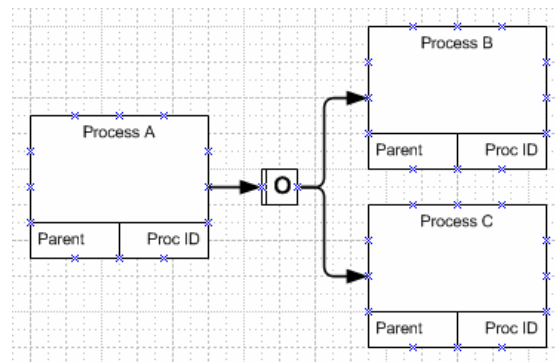 Process A
Parent Proc ID
O
Process B
Parent Proc ID
Process C
Parent Proc ID